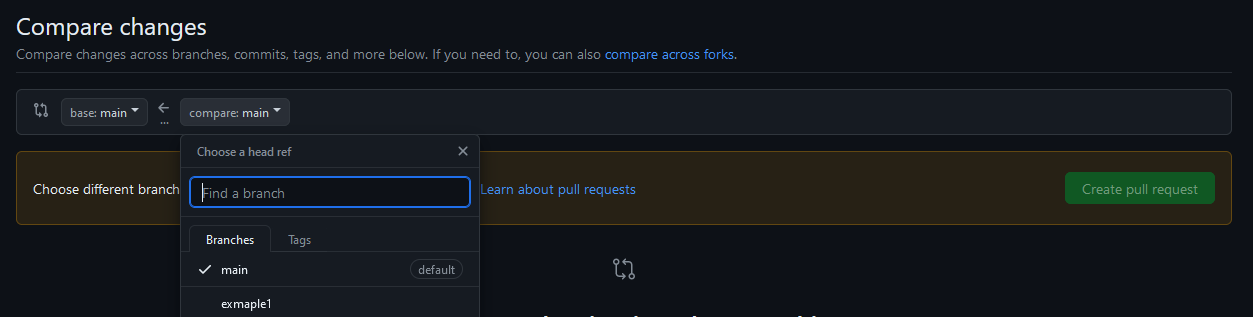 Compare changes
Compare changes across branches, commits, tags, and more below. If you need to, you can also compare across forks.
base: main
...
compare: main
Choose a head ref
Find a branch
Choose different branch
Learn about pull requests
Create pull request
Branches
Tags
main
default
exmaple1